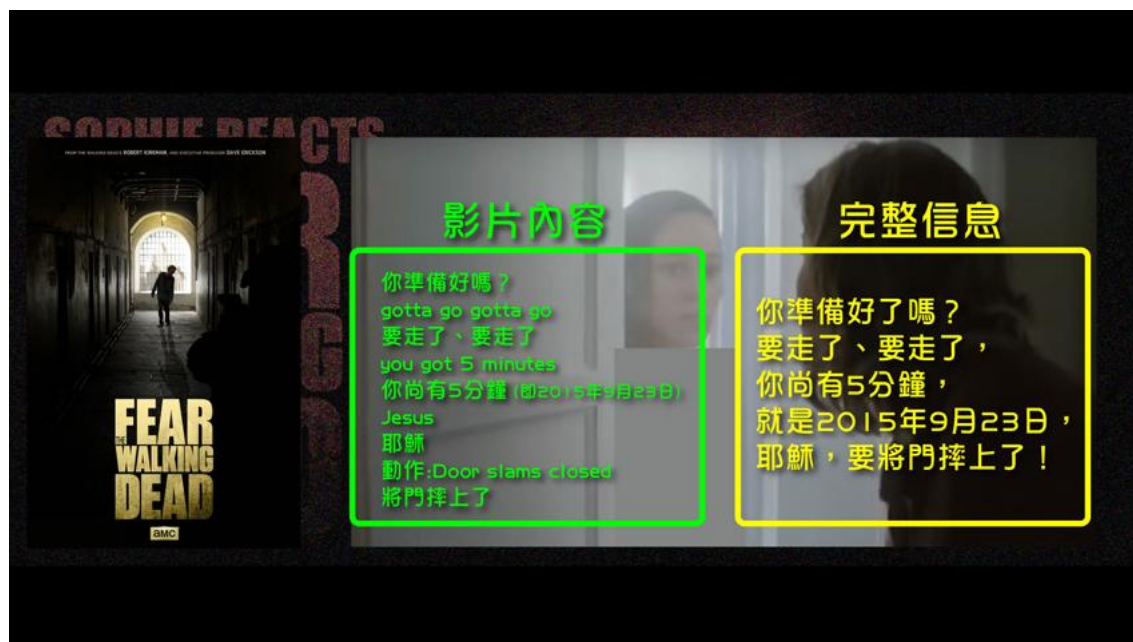 SOPHIE REACTS
FROM THE WALKING DEAD'S ROBERT KIRKMAN, AND EXECUTIVE PRODUCER DAVE ERICKSON
FEAR
THE
WALKING
DEAD
aMC
影片內容
你準備好嗎？
gotta go gotta go
要走了、要走了
you got 5 minutes
你尚有5分鐘 (即2015年9月23日)
Jesus
耶穌
動作:Door slams closed
將門摔上了
完整信息
你準備好了嗎？
要走了、要走了，
你尚有5分鐘，
就是2015年9月23日，
耶穌，要將門摔上了！